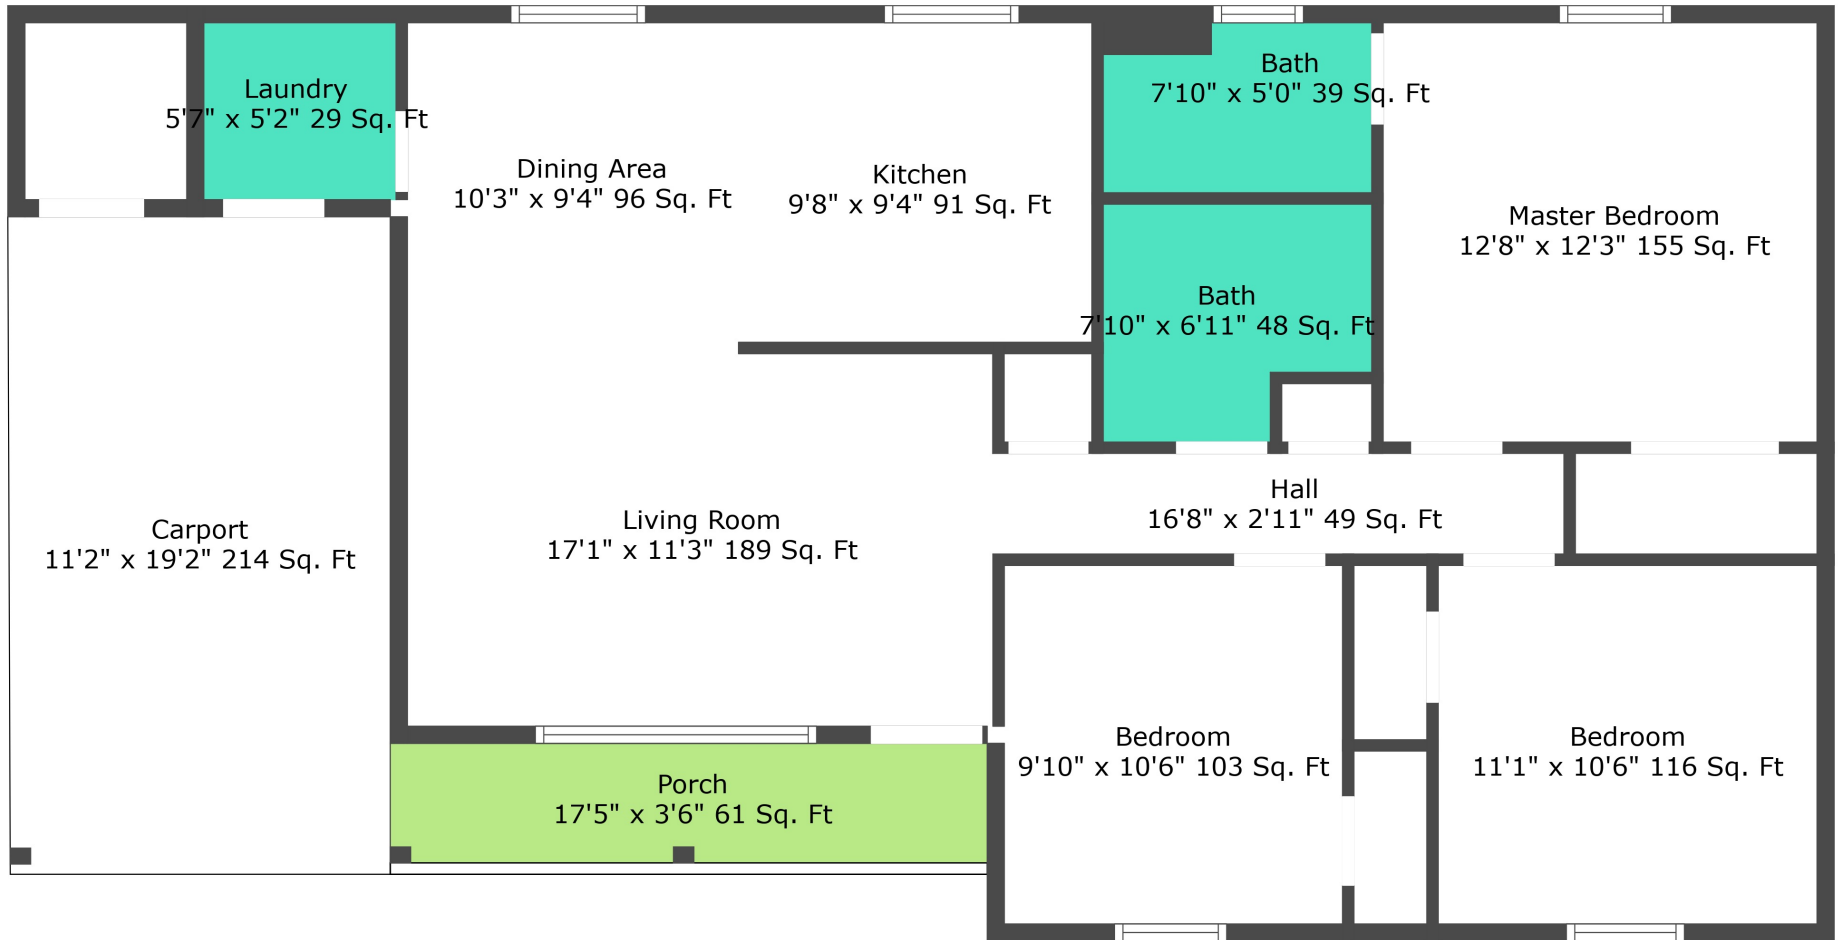 Laundry
5'7" x 5'2" 29 Sq. Ft
Dining Area
10'3" x 9'4" 96 Sq. Ft
Kitchen
9'8" x 9'4" 91 Sq. Ft
Bath
7'10" x 5'0" 39 Sq. Ft
Master Bedroom
12'8" x 12'3" 155 Sq. Ft
Bath
7'10" x 6'11" 48 Sq. Ft
Hall
16'8" x 2'11" 49 Sq. Ft
Carport
11'2" x 19'2" 214 Sq. Ft
Living Room
17'1" x 11'3" 189 Sq. Ft
Porch
17'5" x 3'6" 61 Sq. Ft
Bedroom
9'10" x 10'6" 103 Sq. Ft
Bedroom
11'1" x 10'6" 116 Sq. Ft